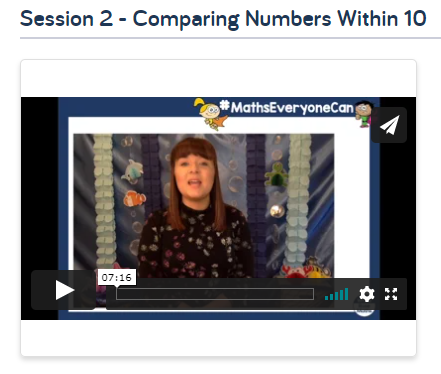 Session 2 - Comparing Numbers Within 10
#MathsEveryoneCan
07:16